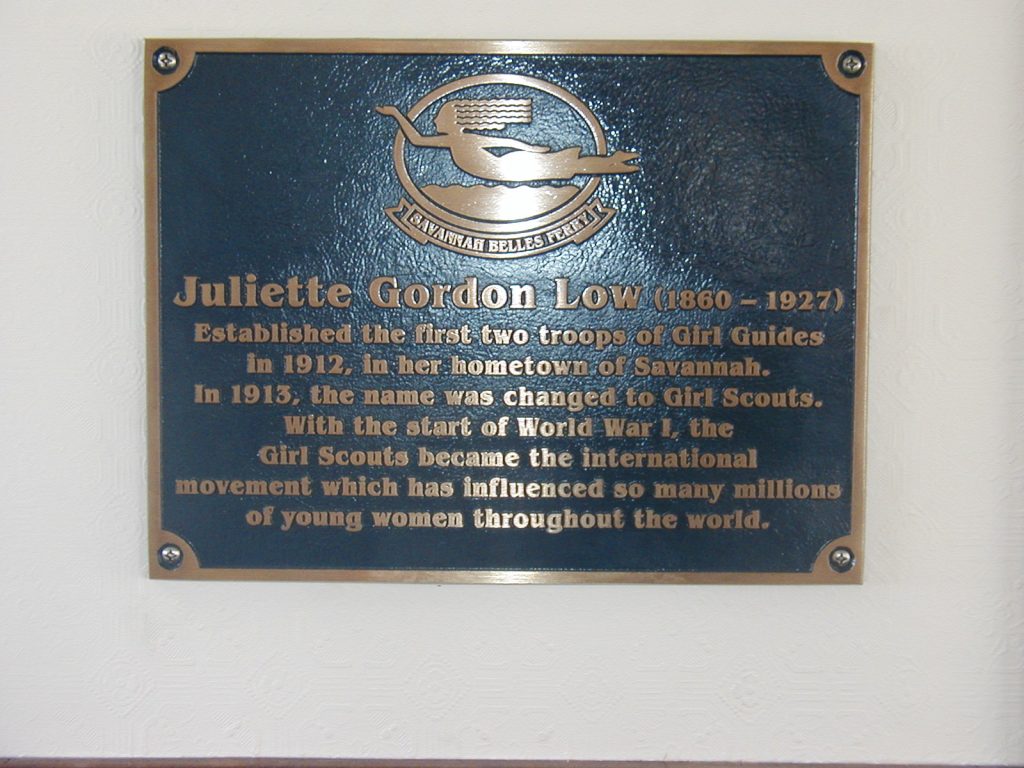 SAVANNAH BELLES FERRY
Juliette Gordon Low (1860 – 1927)
Established the first two troops of Girl Guides
in 1912, in her hometown of Savannah.
In 1913, the name was changed to Girl Scouts.
With the start of World War I, the
Girl Scouts became the international
movement which has influenced so many millions
of young women throughout the world.